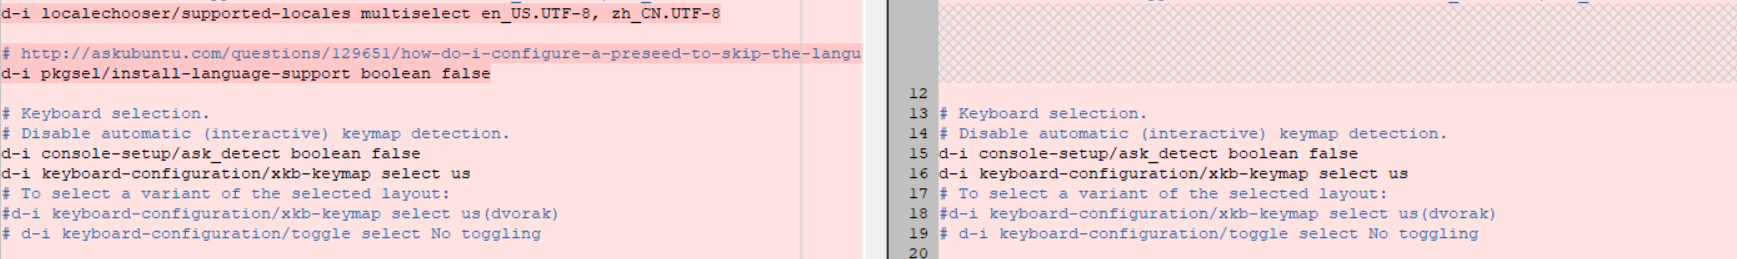 d-i localechooser/supported-locales multiselect en_US.UTF-8, zh_CN.UTF-8
# http://askubuntu.com/questions/129651/how-do-i-configure-a-preseed-to-skip-the-langu
d-i pkgsel/install-language-support boolean false
# Keyboard selection.
# Disable automatic (interactive) keymap detection.
d-i console-setup/ask_detect boolean false
d-i keyboard-configuration/xkb-keymap select us
# To select a variant of the selected layout:
#d-i keyboard-configuration/xkb-keymap select us(dvorak)
# d-i keyboard-configuration/toggle select No toggling
12
13 # Keyboard selection.
14 # Disable automatic (interactive) keymap detection.
15 d-i console-setup/ask_detect boolean false
16 d-i keyboard-configuration/xkb-keymap select us
17 # To select a variant of the selected layout:
18 #d-i keyboard-configuration/xkb-keymap select us(dvorak)
19 # d-i keyboard-configuration/toggle select No toggling
20